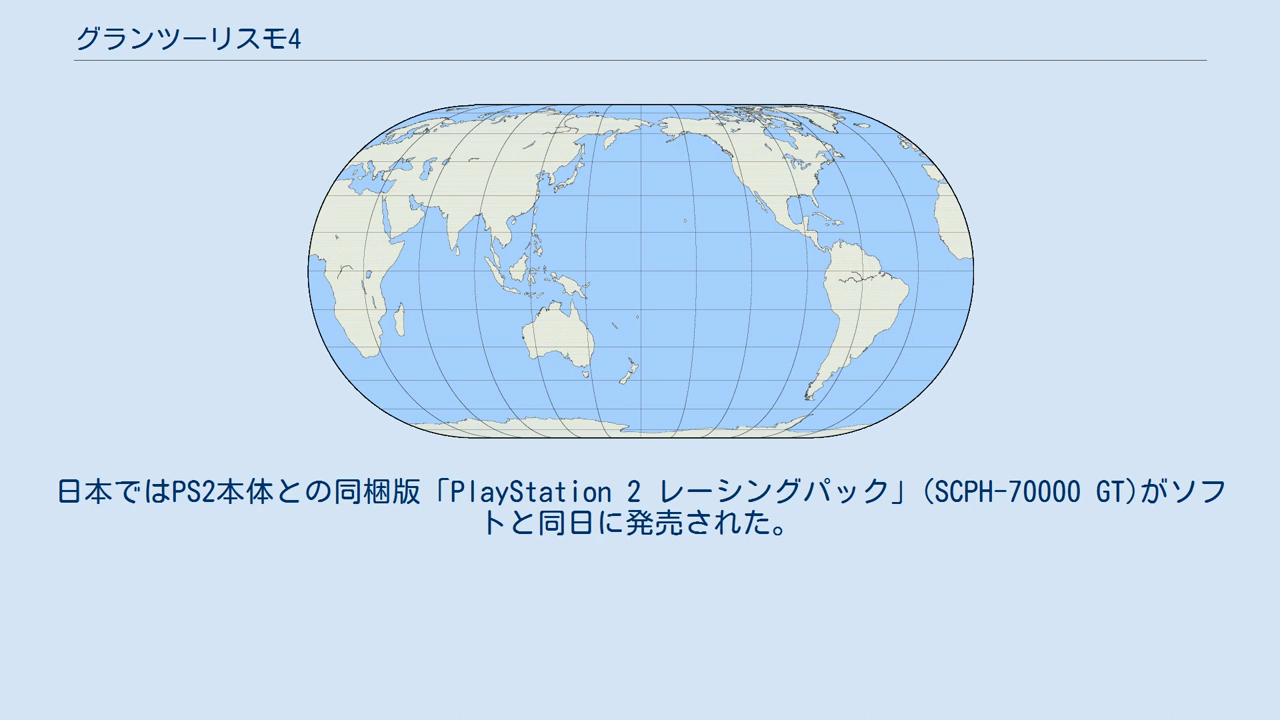 グランツーリスモ4
日本ではPS2本体との同梱版「PlayStation 2 レーシングパック」(SCPH-70000 GT)がソフ
トと同日に発売された。